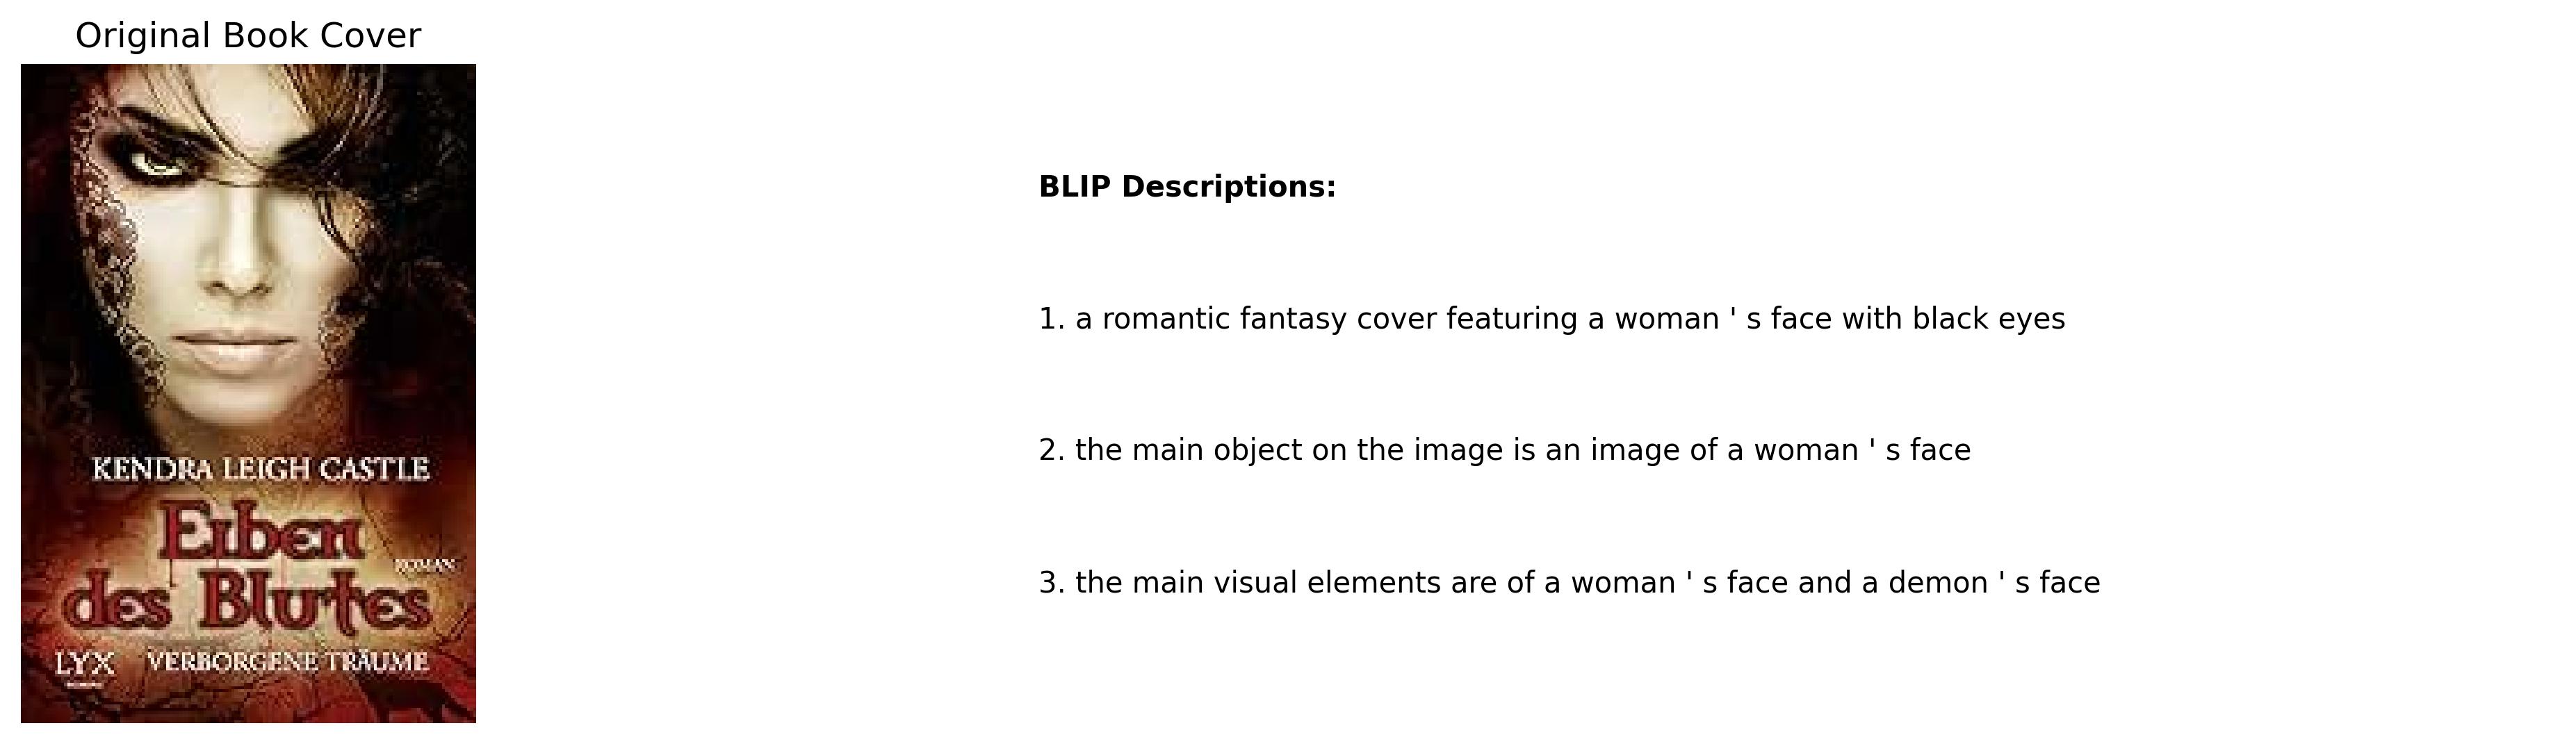 Original Book Cover
KENDRA LEIGH CASTLE
Erben
ROMAN
des Blutes
LYX
VERBORGENE TRÄUME
BLIP Descriptions:
1. a romantic fantasy cover featuring a woman ' s face with black eyes
2. the main object on the image is an image of a woman ' s face
3. the main visual elements are of a woman ' s face and a demon ' s face